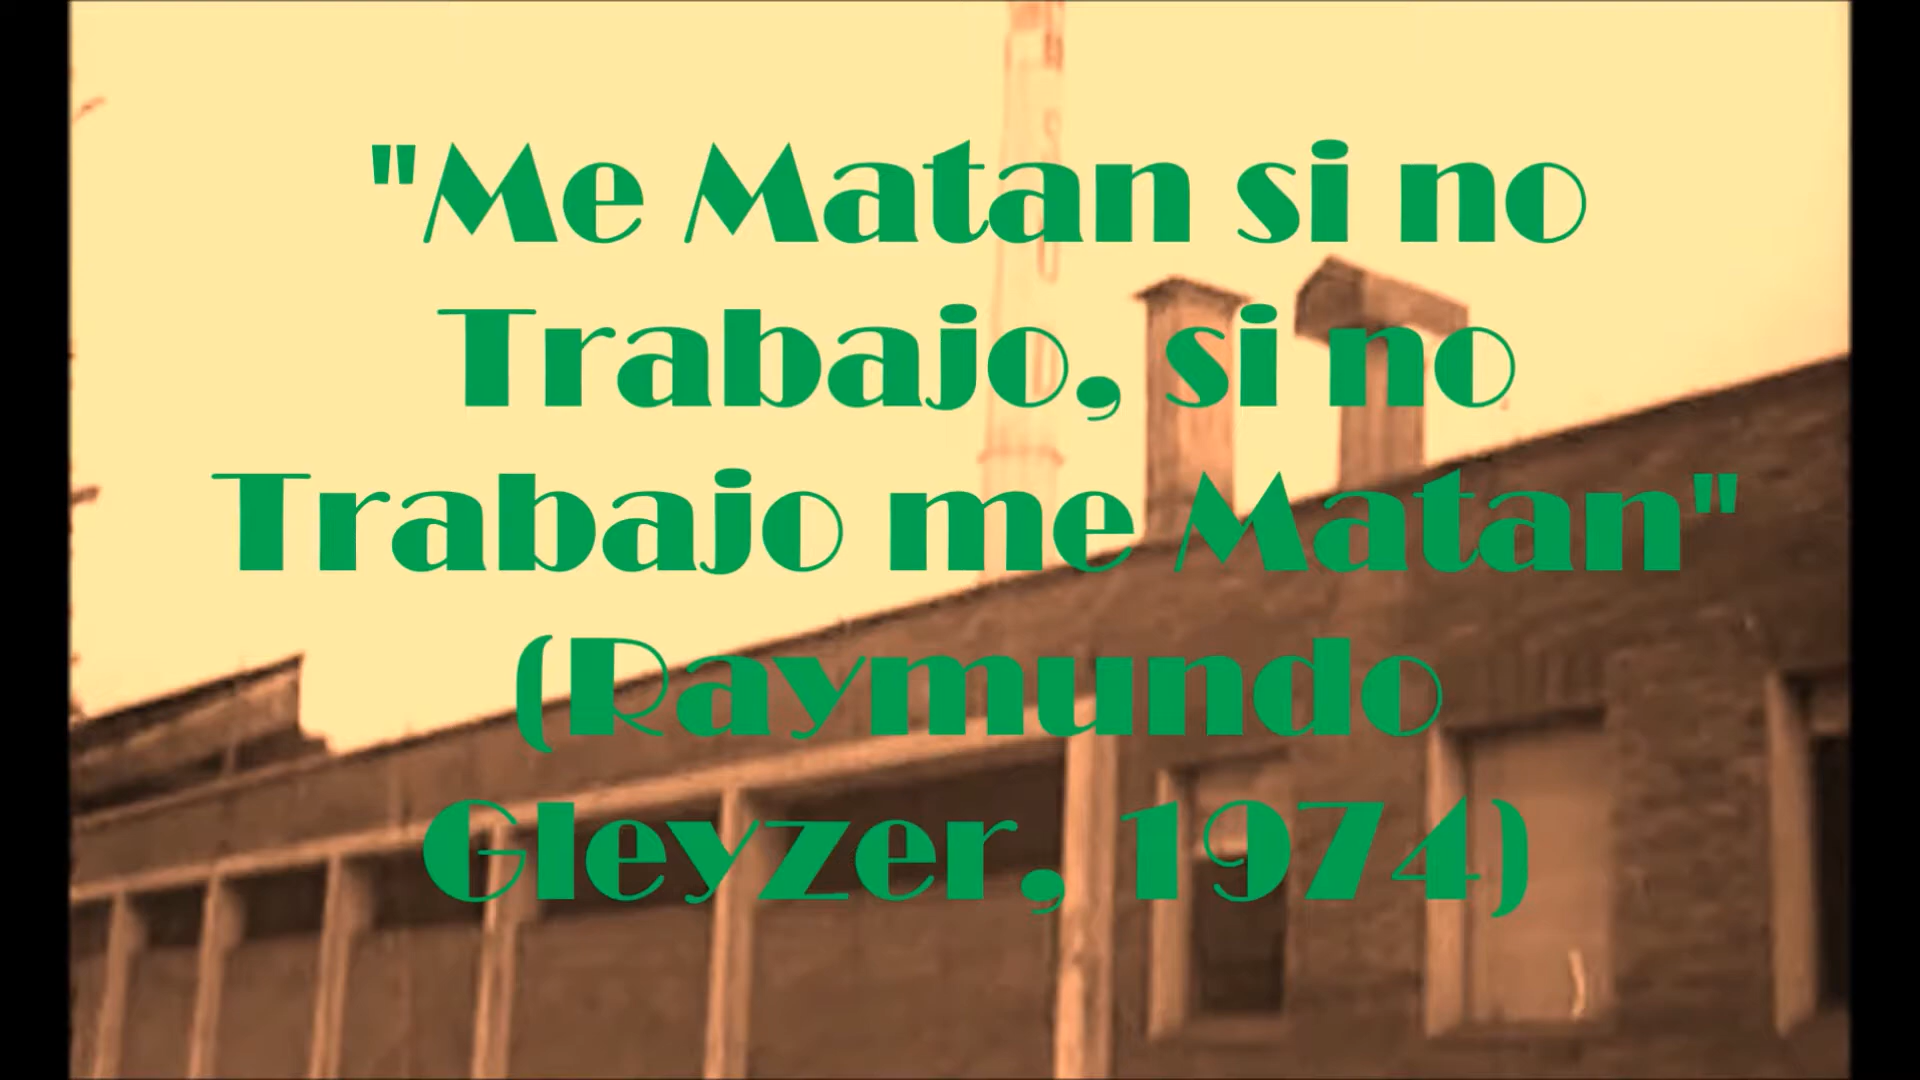 "Me Matan si no
Trabajo, si no
Trabajo me Matan"
(Raymundo
Gleyzer, 1974)